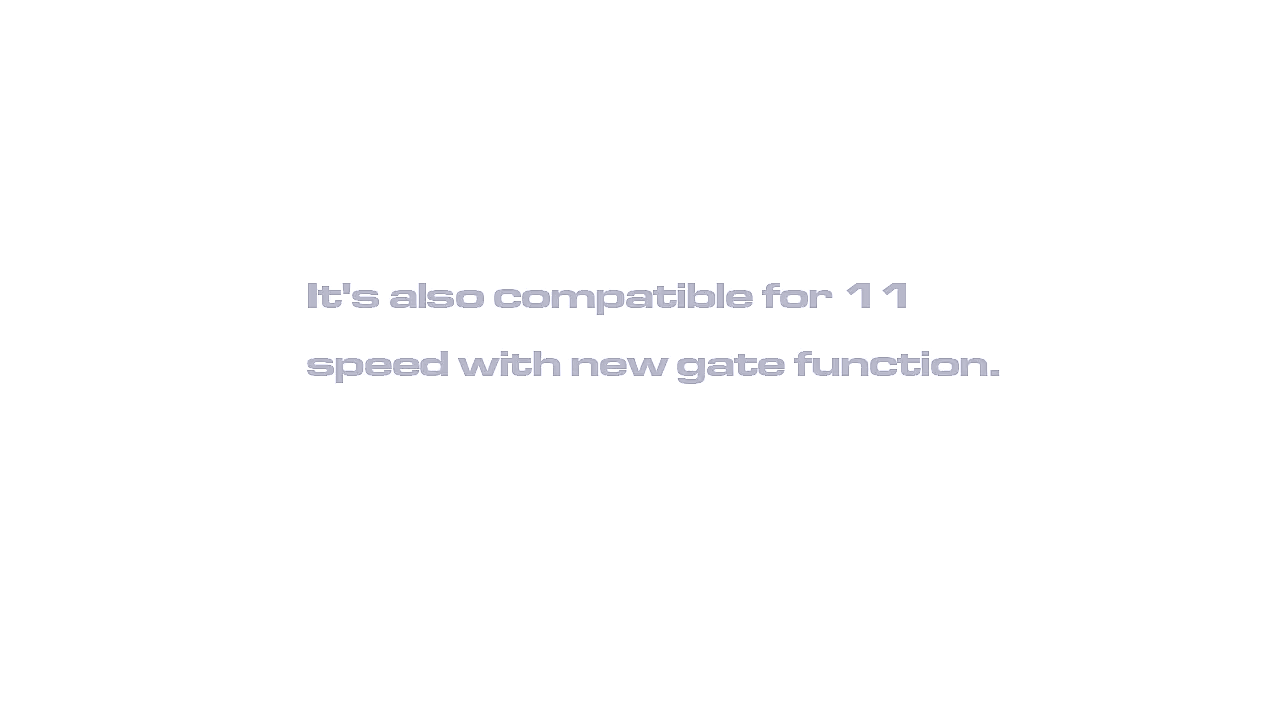 It's also compatible for 11
speed with new gate function.